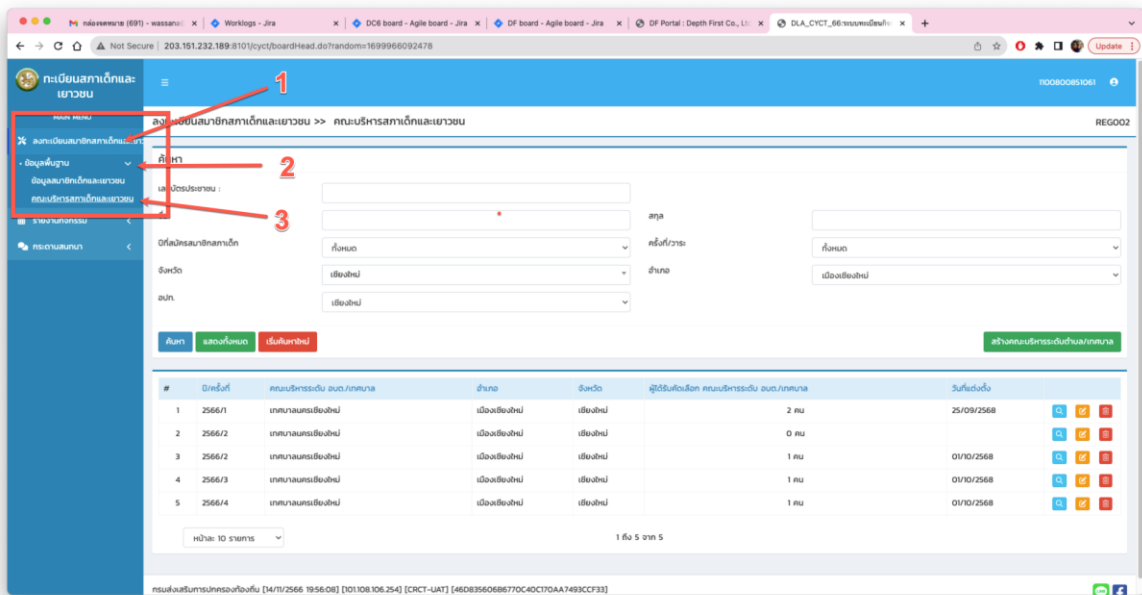 กล่องจดหมาย (691) - wassana
Worklogs - Jira
DC6 board - Agile board - Jira
DF board - Agile board - Jira
DF Portal : Depth First Co., Lt
DLA_CYCT_66:ระบบทะเบียนกิจ
Not Secure 203.151.232.189:8101/cyct/boardHead.do?random=1699966092478
Update
ทะเบียนสภาเด็กและ
เยาวชน
1100800851061
MAIN MENU
ลงทะเบียนสมาชิกสภาเด็กและเยาวชน >> คณะบริหารสภาเด็กและเยาวชน
REG002
1
ลงทะเบียนสมาชิกสภาเด็กและ
ข้อมูลพื้นฐาน
2
ค้นหา
ข้อมูลสมาชิกเด็กและเยาวชน
คณะบริหารสภาเด็กและเยาวชน
3
เลขบัตรประชาชน :
รายงานกิจกรรม
*
สกุล
กระดานสนทนา
ปีที่สมัครสมาชิกสภาเด็ก
ทั้งหมด
ครั้งที่/วาระ
ทั้งหมด
จังหวัด
เชียงใหม่
อำเภอ
เมืองเชียงใหม่
อปท.
เชียงใหม่
ค้นหา
แสดงทั้งหมด
เริ่มค้นหาใหม่
สร้างคณะบริหารระดับตำบล/เทศบาล
# ปี/ครั้งที่ คณะบริหารระดับ อบต./เทศบาล อำเภอ จังหวัด ผู้ได้รับคัดเลือก คณะบริหารระดับ อบต./เทศบาล วันที่แต่งตั้ง
1 2566/1 เทศบาลนครเชียงใหม่ เมืองเชียงใหม่ เชียงใหม่ 2 คน 25/09/2568
2 2566/2 เทศบาลนครเชียงใหม่ เมืองเชียงใหม่ เชียงใหม่ 0 คน
3 2566/2 เทศบาลนครเชียงใหม่ เมืองเชียงใหม่ เชียงใหม่ 1 คน 01/10/2568
4 2566/3 เทศบาลนครเชียงใหม่ เมืองเชียงใหม่ เชียงใหม่ 1 คน 01/10/2568
5 2566/4 เทศบาลนครเชียงใหม่ เมืองเชียงใหม่ เชียงใหม่ 1 คน 01/10/2568
หน้าละ 10 รายการ
1 ถึง 5 จาก 5
กรมส่งเสริมการปกครองท้องถิ่น [14/11/2566 19:56:08] [101.108.106.254] [CRCT-UAT] [46D835606B6770C40C170AA7493CCF33]